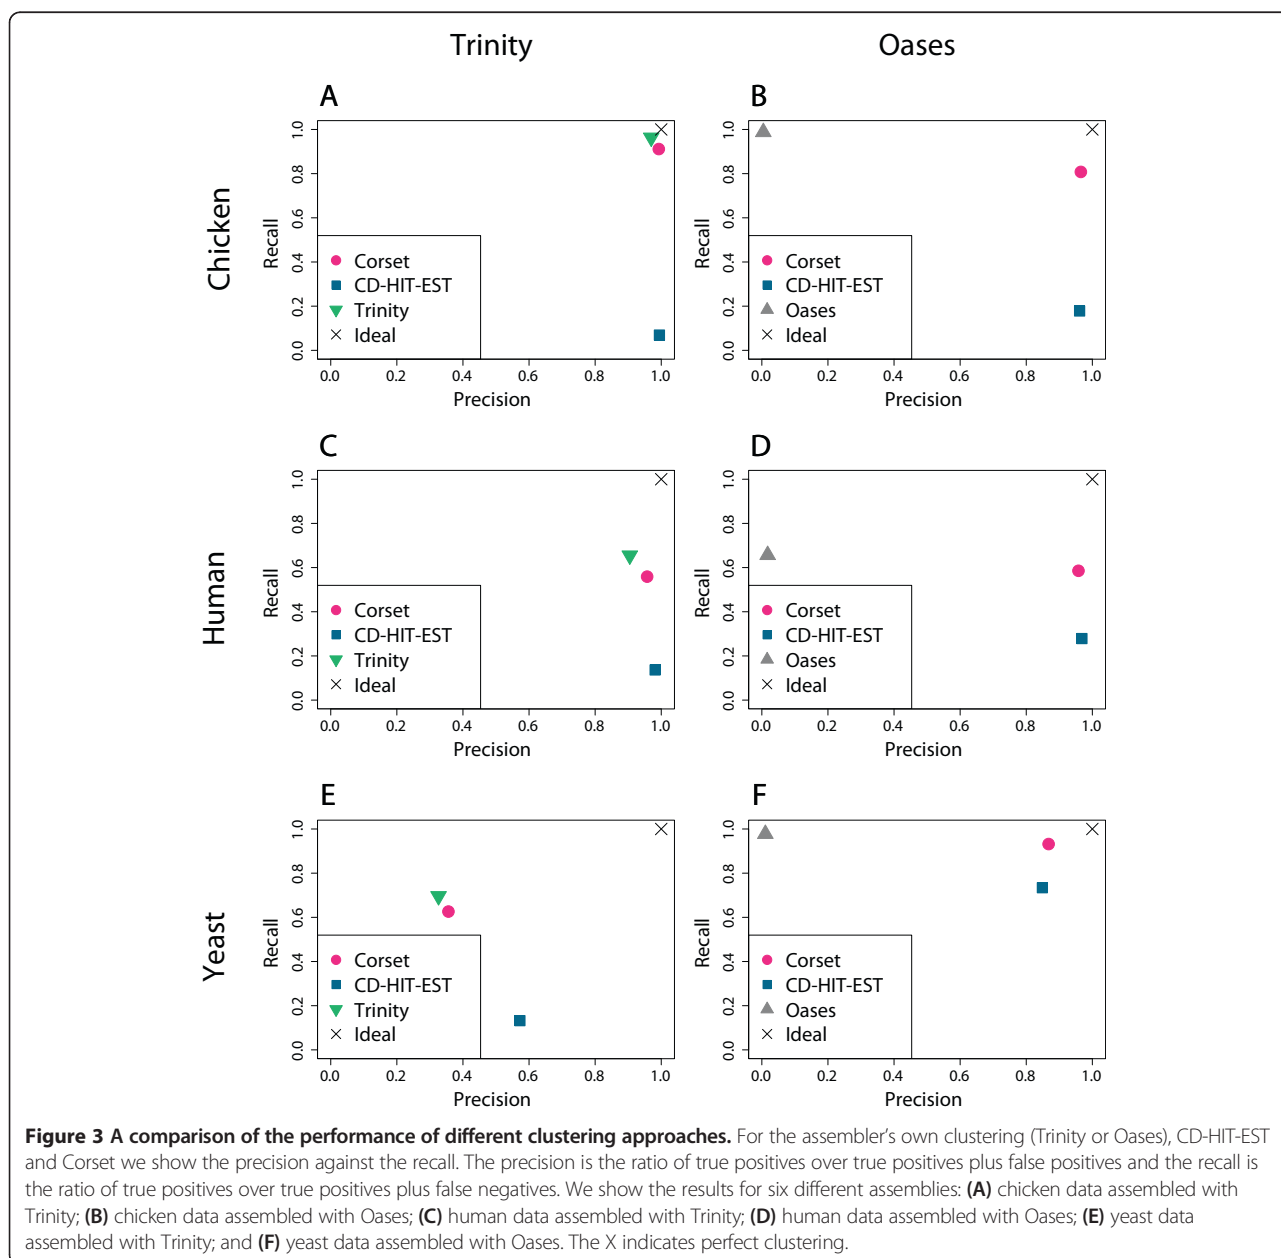 Trinity
Oases
A
Chicken
Recall
1.0
0.8
0.6
0.4
0.2
0.0
Corset
CD-HIT-EST
Trinity
Ideal
0.0 0.2 0.4 0.6 0.8 1.0
Precision
B
Recall
1.0
0.8
0.6
0.4
0.2
0.0
Corset
CD-HIT-EST
Oases
Ideal
0.0 0.2 0.4 0.6 0.8 1.0
Precision
C
Human
Recall
1.0
0.8
0.6
0.4
0.2
0.0
Corset
CD-HIT-EST
Trinity
Ideal
0.0 0.2 0.4 0.6 0.8 1.0
Precision
D
Recall
1.0
0.8
0.6
0.4
0.2
0.0
Corset
CD-HIT-EST
Oases
Ideal
0.0 0.2 0.4 0.6 0.8 1.0
Precision
E
Yeast
Recall
1.0
0.8
0.6
0.4
0.2
0.0
Corset
CD-HIT-EST
Trinity
Ideal
0.0 0.2 0.4 0.6 0.8 1.0
Precision
F
Recall
1.0
0.8
0.6
0.4
0.2
0.0
Corset
CD-HIT-EST
Oases
Ideal
0.0 0.2 0.4 0.6 0.8 1.0
Precision
Figure 3 A comparison of the performance of different clustering approaches. For the assembler's own clustering (Trinity or Oases), CD-HIT-EST
and Corset we show the precision against the recall. The precision is the ratio of true positives over true positives plus false positives and the recall is
the ratio of true positives over true positives plus false negatives. We show the results for six different assemblies: (A) chicken data assembled with
Trinity; (B) chicken data assembled with Oases; (C) human data assembled with Trinity; (D) human data assembled with Oases; (E) yeast data
assembled with Trinity; and (F) yeast data assembled with Oases. The X indicates perfect clustering.